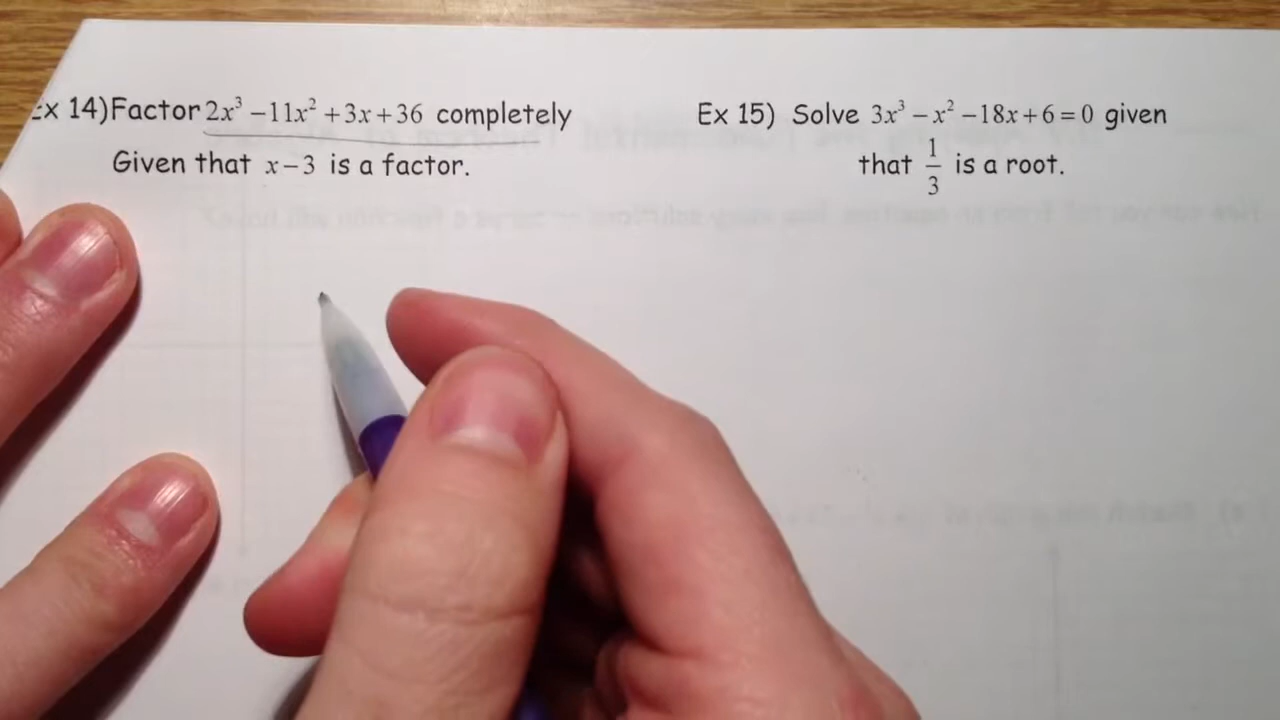 Ex 14) Factor 2x³ − 11x² + 3x + 36 completely
Given that x − 3 is a factor.
Ex 15) Solve 3x³ − x² − 18x + 6 = 0 given
that 1/3 is a root.